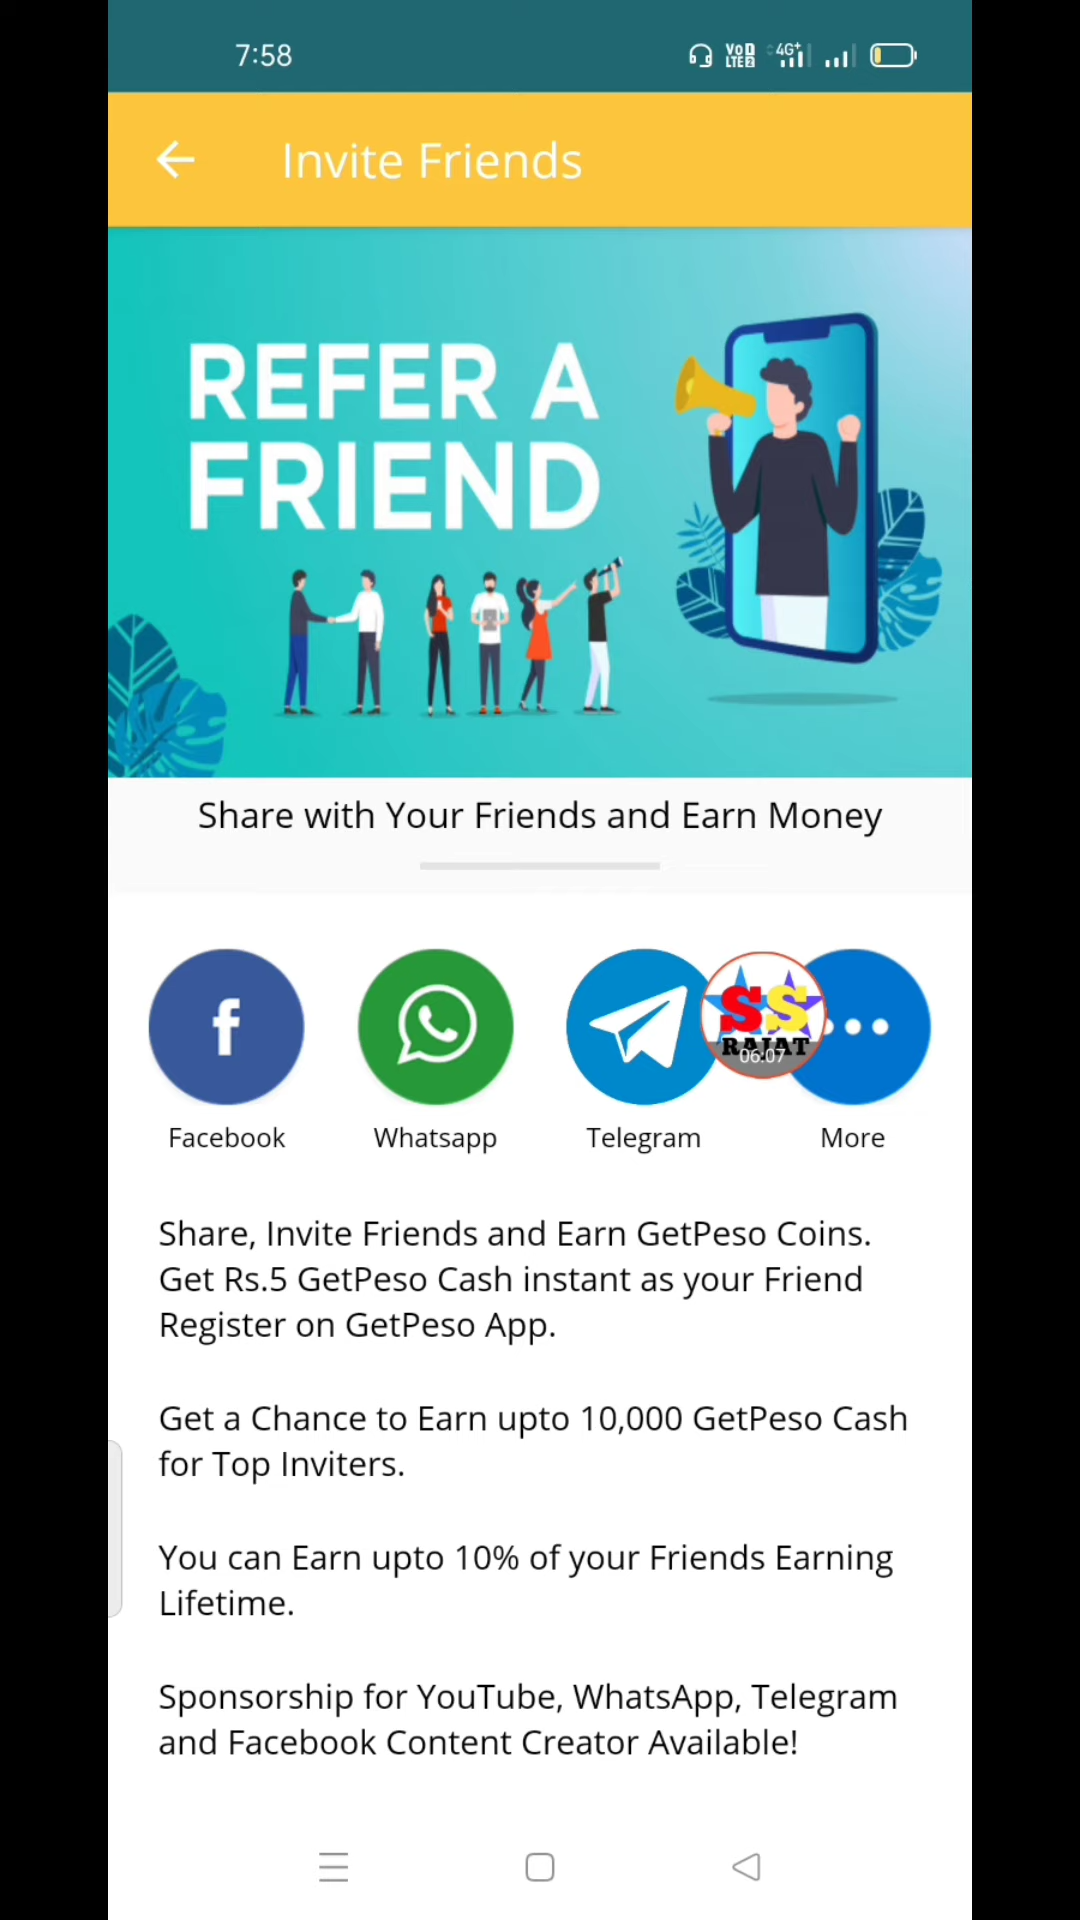 7:58
VoD
LTE2
4G+
Invite Friends
REFER A
FRIEND
Share with Your Friends and Earn Money
f
SS
RAJAT
06:07
Facebook
Whatsapp
Telegram
More
Share, Invite Friends and Earn GetPeso Coins.
Get Rs.5 GetPeso Cash instant as your Friend
Register on GetPeso App.
Get a Chance to Earn upto 10,000 GetPeso Cash
for Top Inviters.
You can Earn upto 10% of your Friends Earning
Lifetime.
Sponsorship for YouTube, WhatsApp, Telegram
and Facebook Content Creator Available!